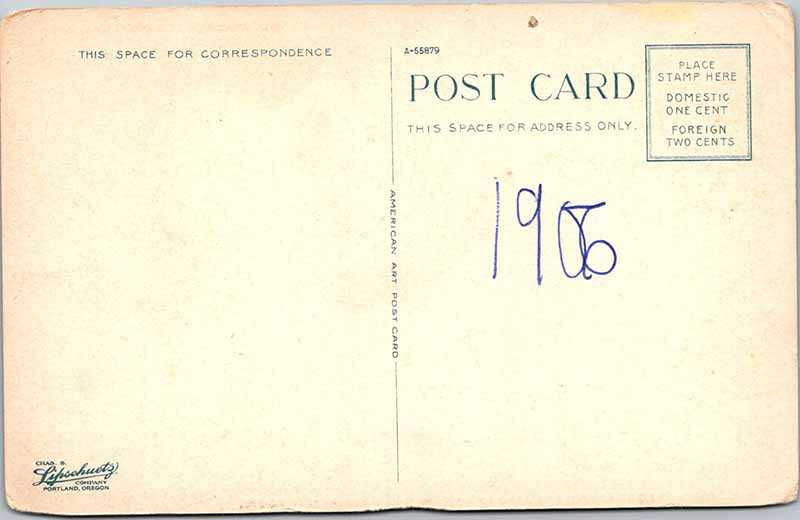 THIS SPACE FOR CORRESPONDENCE
A-55879
POST CARD
THIS SPACE FOR ADDRESS ONLY.
PLACE
STAMP HERE
DOMESTIC
ONE CENT
FOREIGN
TWO CENTS
AMERICAN ART POST CARD
1906
CHAS. S.
Lipschuetz
COMPANY
PORTLAND, OREGON